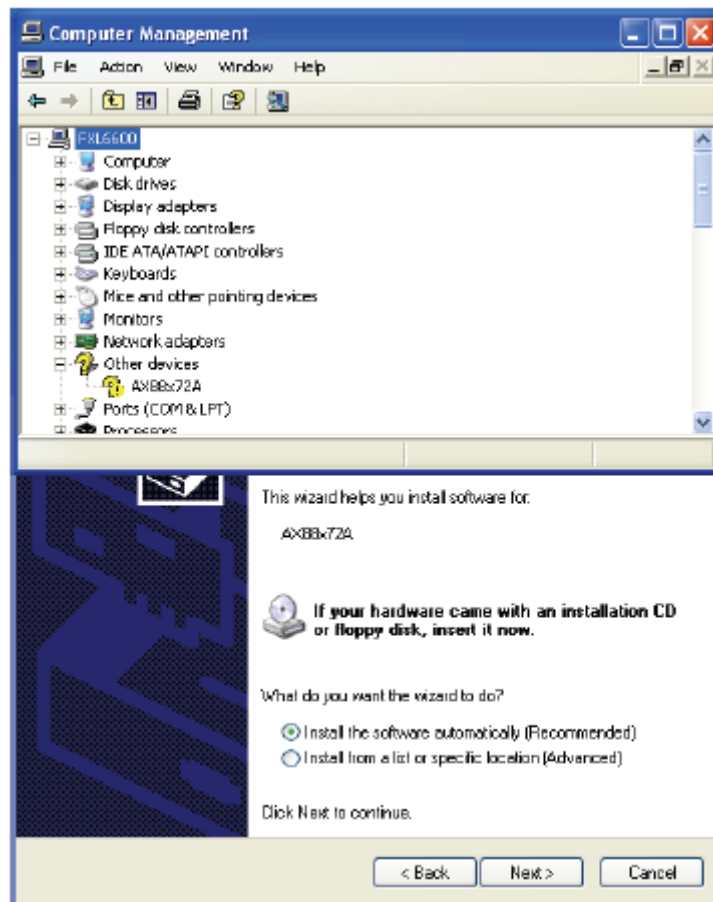 Computer Management
File Action View Window Help
FXL6600
Computer
Disk drives
Display adapters
Floppy disk controllers
IDE ATA/ATAPI controllers
Keyboards
Mice and other pointing devices
Monitors
Network adapters
Other devices
AX88x72A
Ports (COM & LPT)
Processors
This wizard helps you install software for:
AX88x72A
If your hardware came with an installation CD
or floppy disk, insert it now.
What do you want the wizard to do?
Install the software automatically (Recommended)
Install from a list or specific location (Advanced)
Click Next to continue.
< Back Next > Cancel